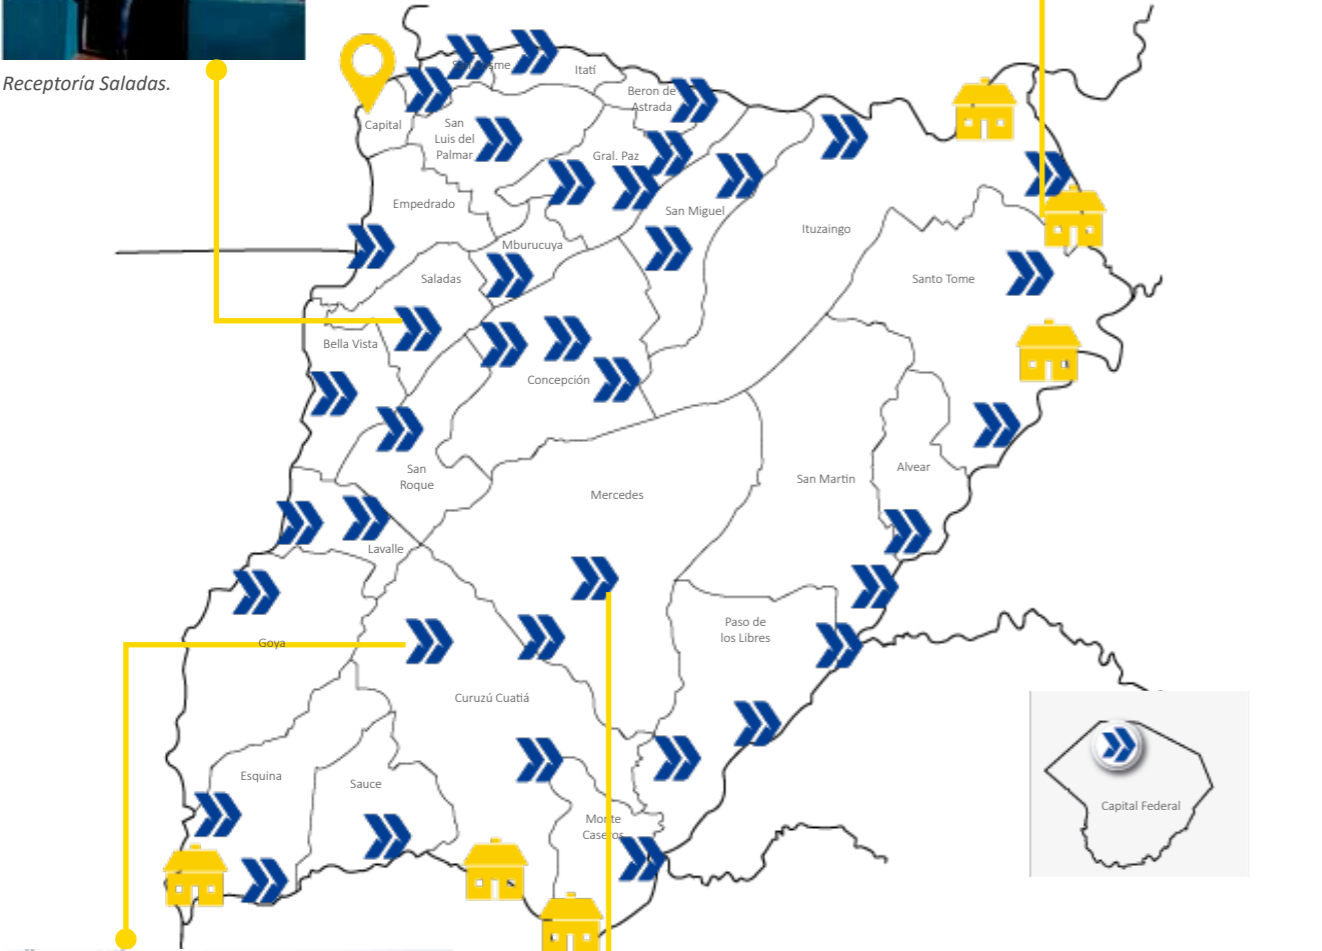 Receptoría Saladas.
Itatí
Beron de
Astrada
Capital
San
Luis del
Palmar
Gral. Paz
Empedrado
San Miguel
Mburucuya
Ituzaingo
Saladas
Santo Tome
Bella Vista
Concepción
San
Roque
Mercedes
San Martin
Alvear
Lavalle
Goya
Paso de
los Libres
Curuzú Cuatiá
Esquina
Sauce
Monte
Caseros
Capital Federal